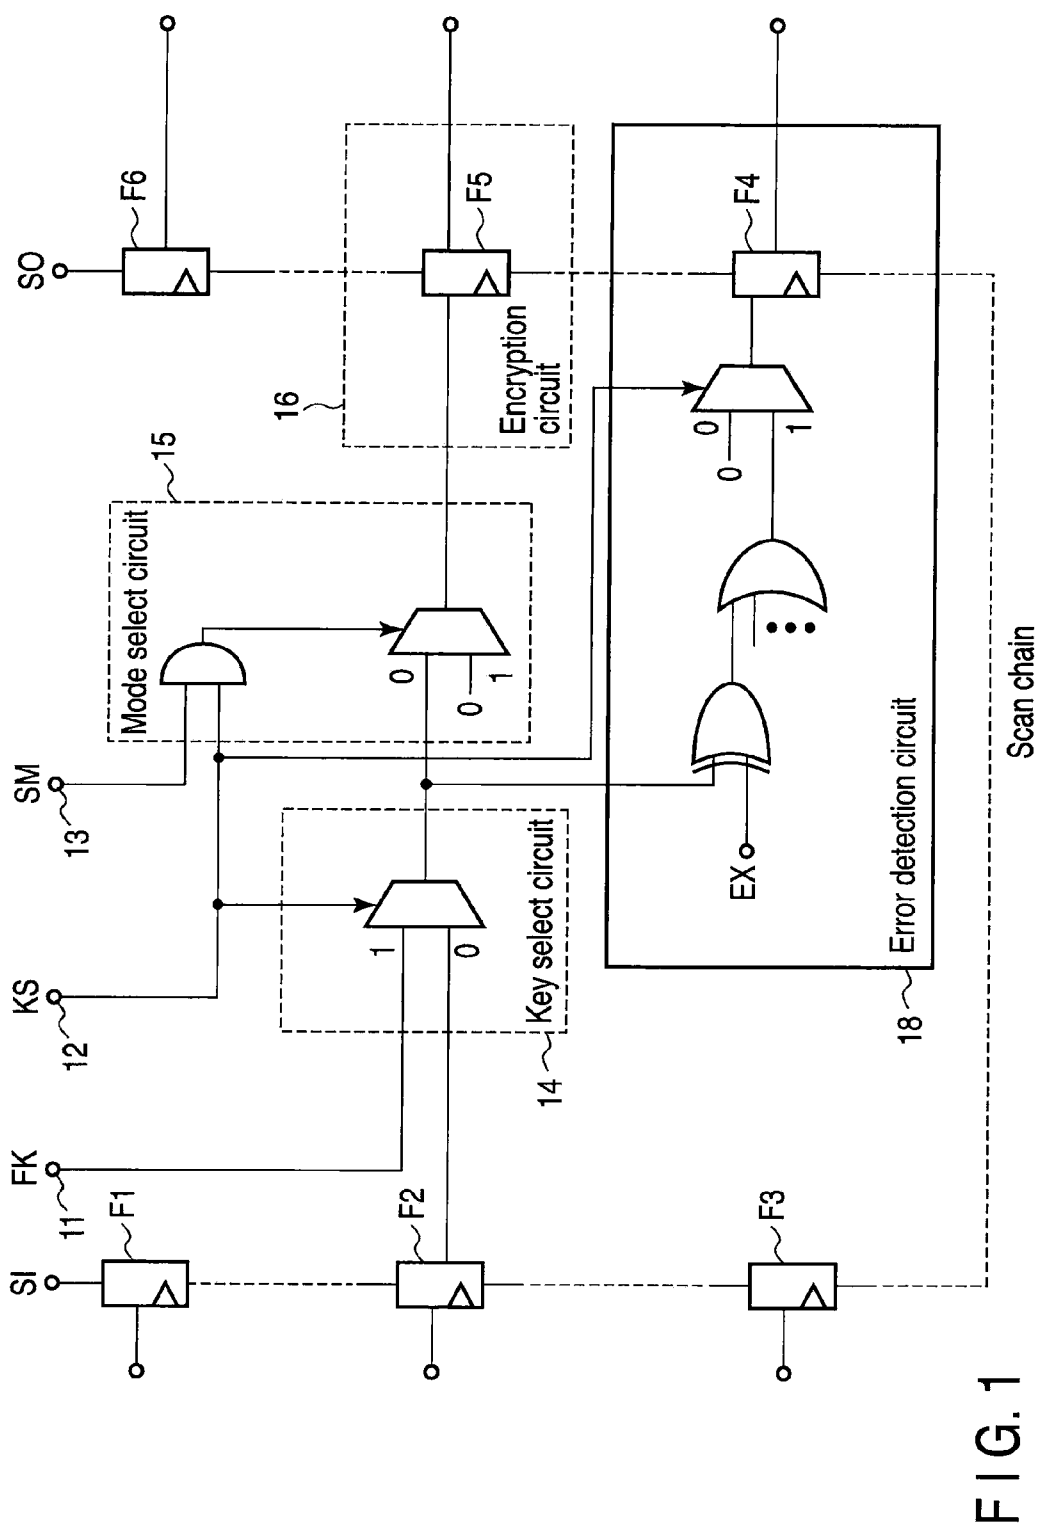 SI
FK
KS
SM
SO
11
12
13
F1
F2
F3
14
Key select circuit
1
0
15
Mode select circuit
0
0
1
16
Encryption
circuit
F6
F5
F4
EX
0
0
1
Error detection circuit
18
Scan chain
FIG. 1